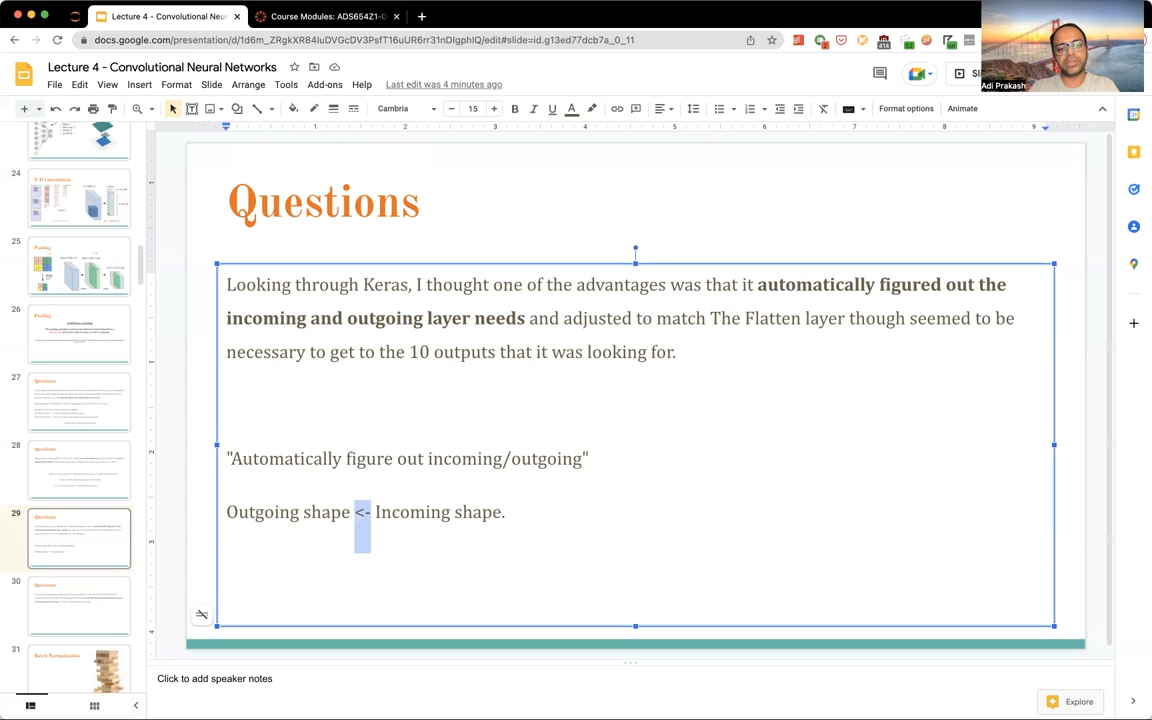 Lecture 4 - Convolutional Neur
Course Modules: ADS654Z1-0
docs.google.com/presentation/d/1d6m_ZRgkXR84IuDVGcDV3PsfT16uUR6rr31nDIgphIQ/edit#slide=id.g13ed77dcb7a_0_11
Lecture 4 - Convolutional Neural Networks
File Edit View Insert Format Slide Arrange Tools Add-ons Help Last edit was 4 minutes ago
Adi Prakash
Cambria 15 Format options Animate
24
25
26
27
28
29
30
31
2-D Convolution
Pooling
Pooling
Questions
Questions
Questions
Questions
Batch Normalization
Questions
Looking through Keras, I thought one of the advantages was that it automatically figured out the
incoming and outgoing layer needs and adjusted to match The Flatten layer though seemed to be
necessary to get to the 10 outputs that it was looking for.
"Automatically figure out incoming/outgoing"
Outgoing shape <- Incoming shape.
Click to add speaker notes
Explore